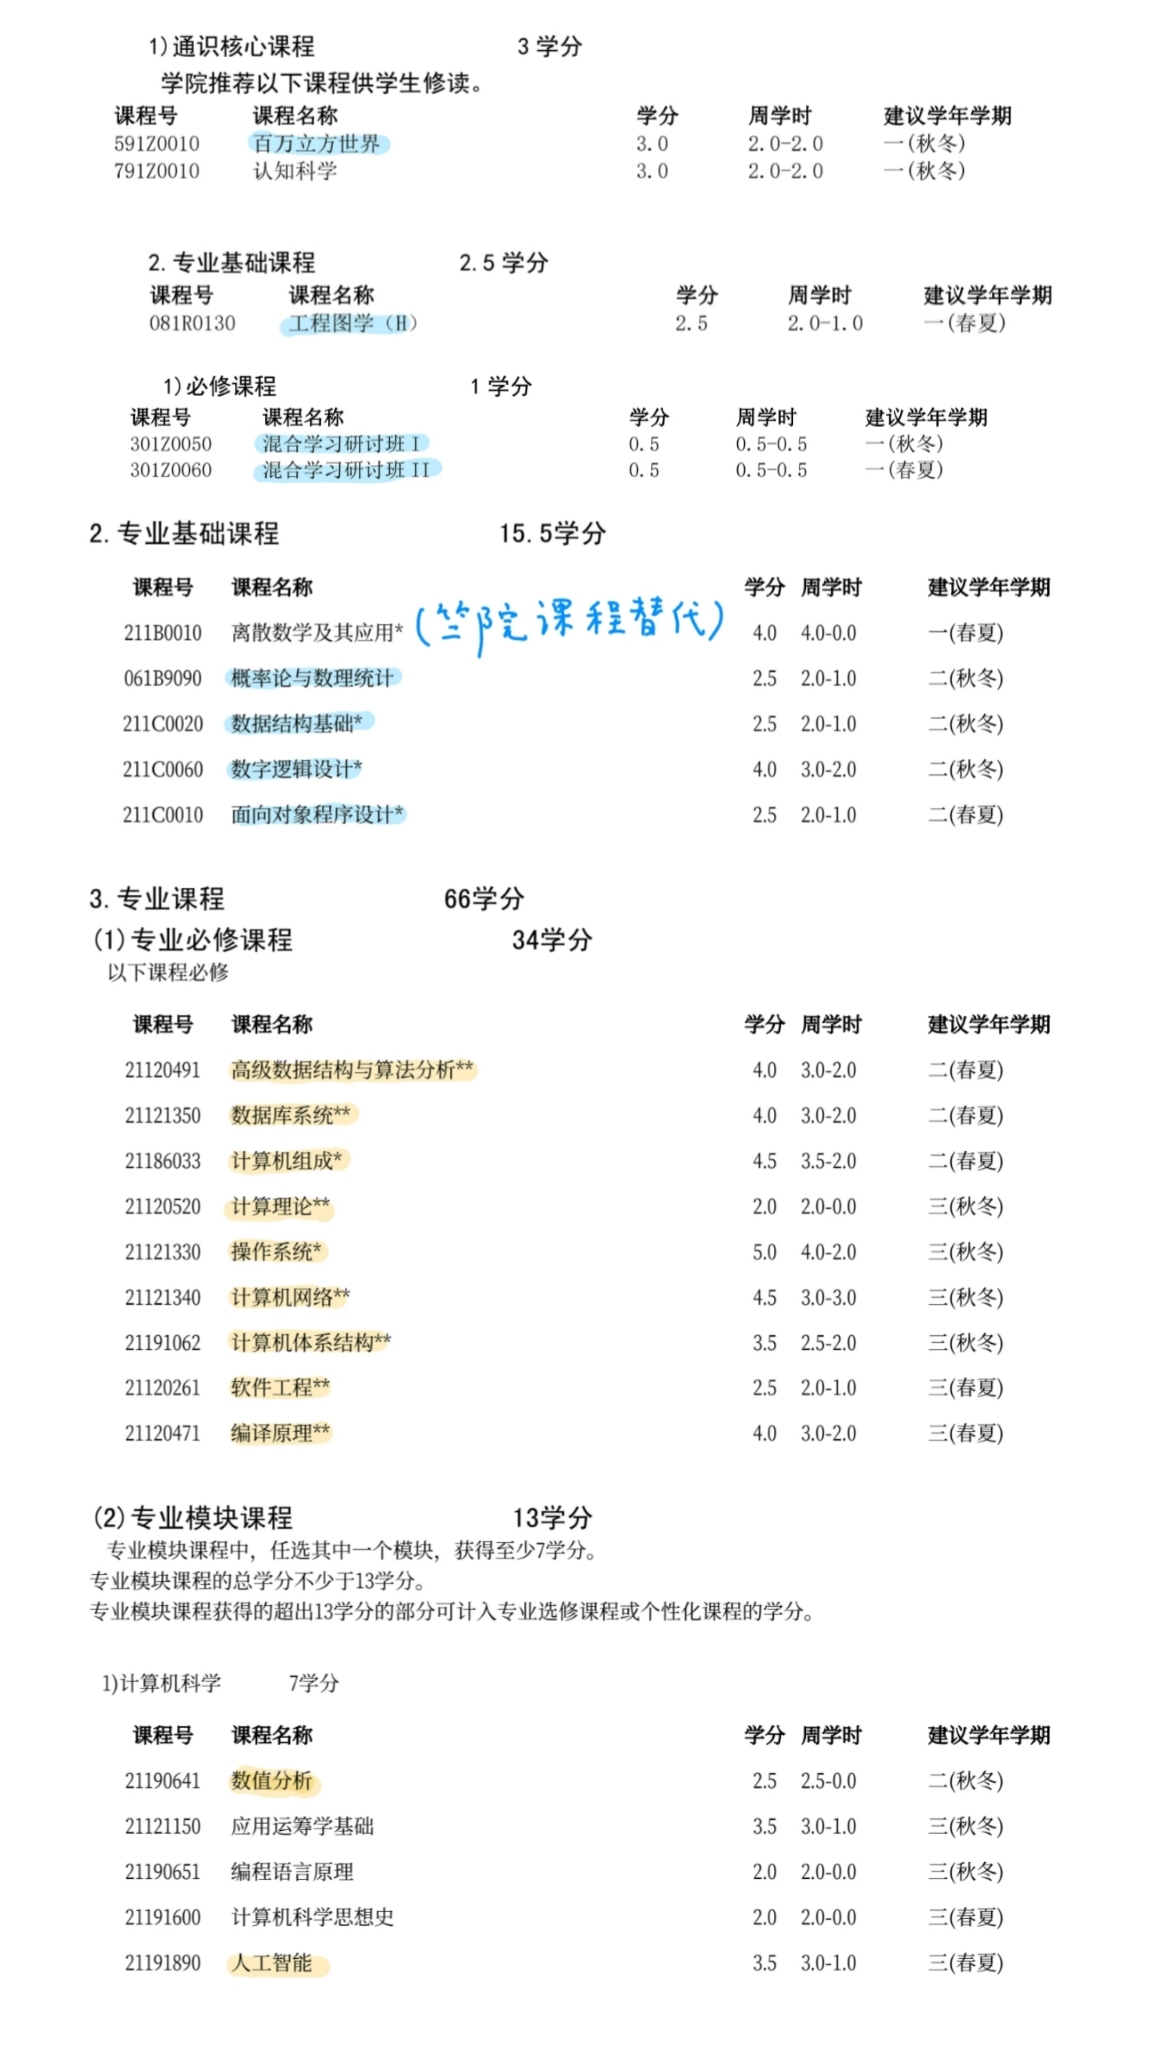 1)通识核心课程 3 学分
学院推荐以下课程供学生修读。
课程号 课程名称 学分 周学时 建议学年学期
591Z0010 百万立方世界 3.0 2.0-2.0 一(秋冬)
791Z0010 认知科学 3.0 2.0-2.0 一(秋冬)
2.专业基础课程 2.5 学分
课程号 课程名称 学分 周学时 建议学年学期
081R0130 工程图学（H） 2.5 2.0-1.0 一(春夏)
1)必修课程 1 学分
课程号 课程名称 学分 周学时 建议学年学期
301Z0050 混合学习研讨班 I 0.5 0.5-0.5 一(秋冬)
301Z0060 混合学习研讨班 II 0.5 0.5-0.5 一(春夏)
2.专业基础课程 15.5学分
课程号 课程名称 学分 周学时 建议学年学期
211B0010 离散数学及其应用* (竺院课程替代) 4.0 4.0-0.0 一(春夏)
061B9090 概率论与数理统计 2.5 2.0-1.0 二(秋冬)
211C0020 数据结构基础* 2.5 2.0-1.0 二(秋冬)
211C0060 数字逻辑设计* 4.0 3.0-2.0 二(秋冬)
211C0010 面向对象程序设计* 2.5 2.0-1.0 二(春夏)
3.专业课程 66学分
(1)专业必修课程 34学分
以下课程必修
课程号 课程名称 学分 周学时 建议学年学期
21120491 高级数据结构与算法分析** 4.0 3.0-2.0 二(春夏)
21121350 数据库系统** 4.0 3.0-2.0 二(春夏)
21186033 计算机组成* 4.5 3.5-2.0 二(春夏)
21120520 计算理论** 2.0 2.0-0.0 三(秋冬)
21121330 操作系统* 5.0 4.0-2.0 三(秋冬)
21121340 计算机网络** 4.5 3.0-3.0 三(秋冬)
21191062 计算机体系结构** 3.5 2.5-2.0 三(秋冬)
21120261 软件工程** 2.5 2.0-1.0 三(春夏)
21120471 编译原理** 4.0 3.0-2.0 三(春夏)
(2)专业模块课程 13学分
专业模块课程中，任选其中一个模块，获得至少7学分。
专业模块课程的总学分不少于13学分。
专业模块课程获得的超出13学分的部分可计入专业选修课程或个性化课程的学分。
1)计算机科学 7学分
课程号 课程名称 学分 周学时 建议学年学期
21190641 数值分析 2.5 2.5-0.0 二(秋冬)
21121150 应用运筹学基础 3.5 3.0-1.0 三(秋冬)
21190651 编程语言原理 2.0 2.0-0.0 三(秋冬)
21191600 计算机科学思想史 2.0 2.0-0.0 三(春夏)
21191890 人工智能 3.5 3.0-1.0 三(春夏)